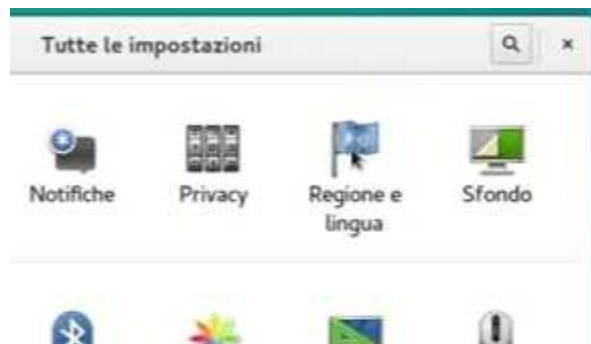 Tutte le impostazioni
Notifiche
Privacy
Regione e
lingua
Sfondo